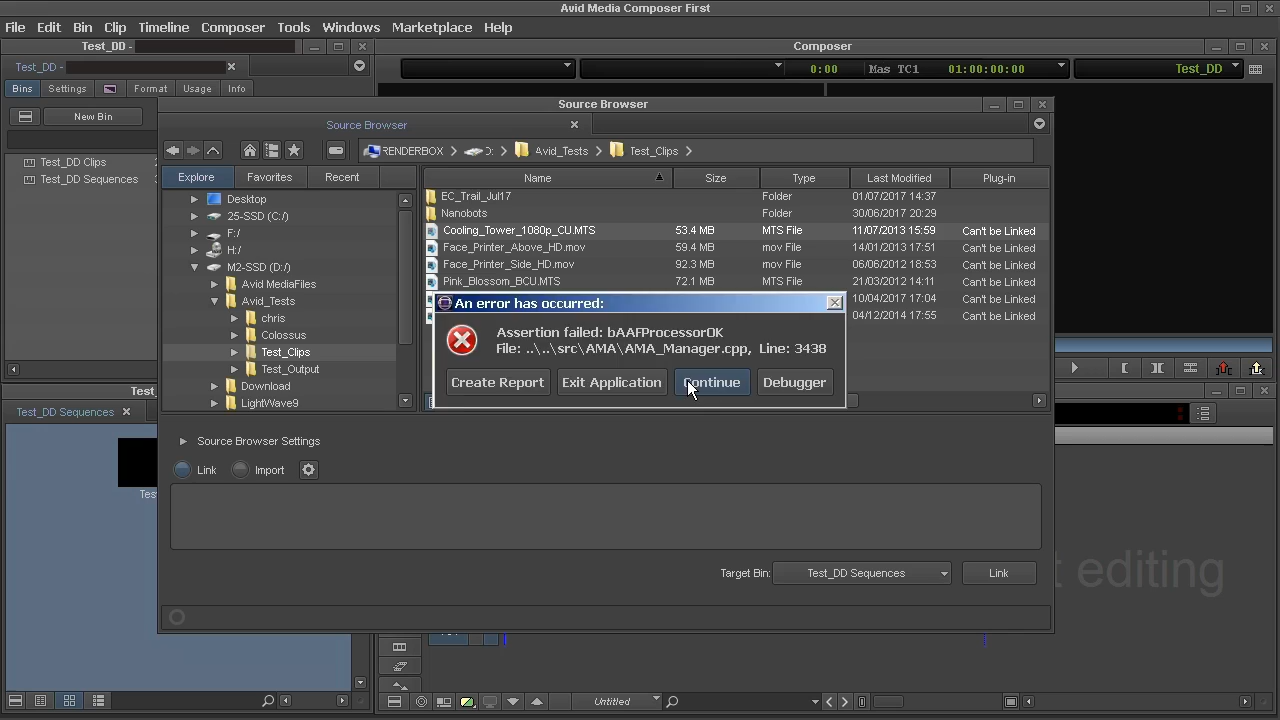 Avid Media Composer First
File Edit Bin Clip Timeline Composer Tools Windows Marketplace Help
Test_DD -
Composer
Test_DD -
0:00 Mas TC1 01:00:00:00 Test_DD
Bins Settings Format Usage Info
Source Browser
New Bin
Source Browser
RENDERBOX D: Avid_Tests Test_Clips
Test_DD Clips
Test_DD Sequences
Explore Favorites Recent
Name Size Type Last Modified Plug-in
Desktop
25-SSD (C:/)
F:/
H:/
M2-SSD (D:/)
Avid MediaFiles
Avid_Tests
chris
Colossus
Test_Clips
Test_Output
Download
LightWave9
EC_Trail_Jul17 Folder 01/07/2017 14:37
Nanobots Folder 30/06/2017 20:29
Cooling_Tower_1080p_CU.MTS 53.4 MB MTS File 11/07/2013 15:59 Can't be Linked
Face_Printer_Above_HD.mov 59.4 MB mov File 14/01/2013 17:51 Can't be Linked
Face_Printer_Side_HD.mov 92.3 MB mov File 06/06/2012 18:53 Can't be Linked
Pink_Blossom_BCU.MTS 72.1 MB MTS File 21/03/2012 14:11 Can't be Linked
10/04/2017 17:04 Can't be Linked
04/12/2014 17:55 Can't be Linked
An error has occurred:
Assertion failed: bAAFProcessorOK
File: ..\..\src\AMA\AMA_Manager.cpp, Line: 3438
Create Report Exit Application Continue Debugger
Test_DD Sequences
Source Browser Settings
Link Import
Tes
Target Bin: Test_DD Sequences Link
t editing
Untitled